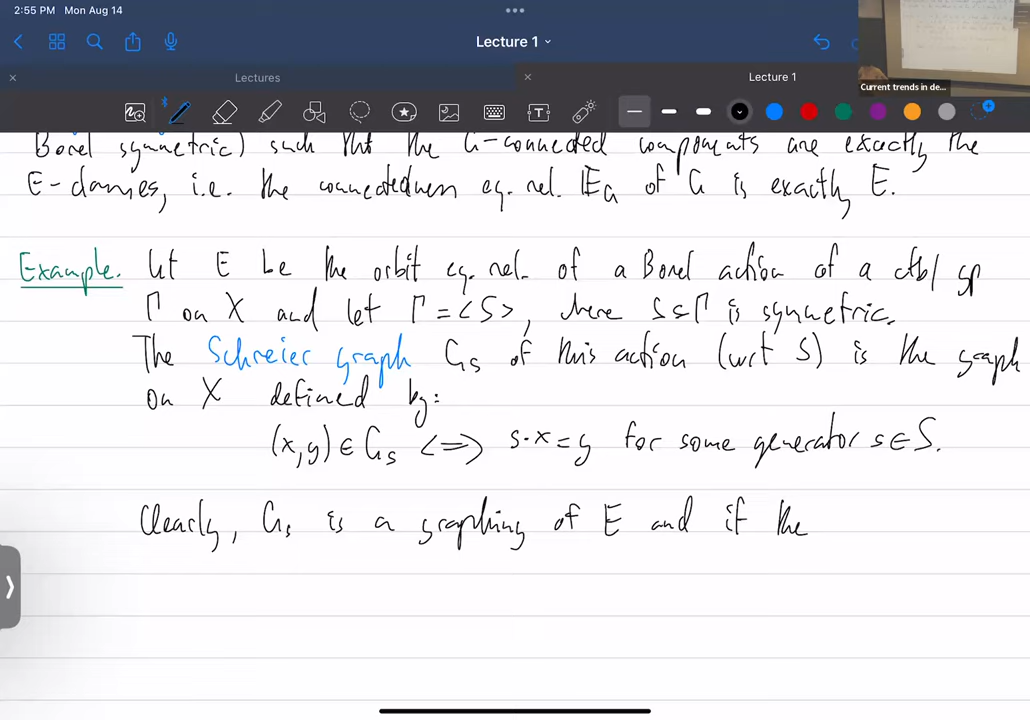 2:55 PM Mon Aug 14
Lecture 1
Lectures
Lecture 1
Current trends in de...
Borel symmetric) such tht the G-connected components are exactly the
E-classes, i.e. the connectedness eq. rel. E_G of G is exactly E.
Example. Let E be the orbit eq. rel. of a Borel action of a ctbl gp
Γ on X and let Γ = <S>, where S ⊆ Γ is symmetric.
The Schreier graph G_S of this action (wrt S) is the graph
on X defined by:
(x,y) ∈ G_S <=> s·x = y for some generator s ∈ S.
Clearly, G_S is a graphing of E and if the